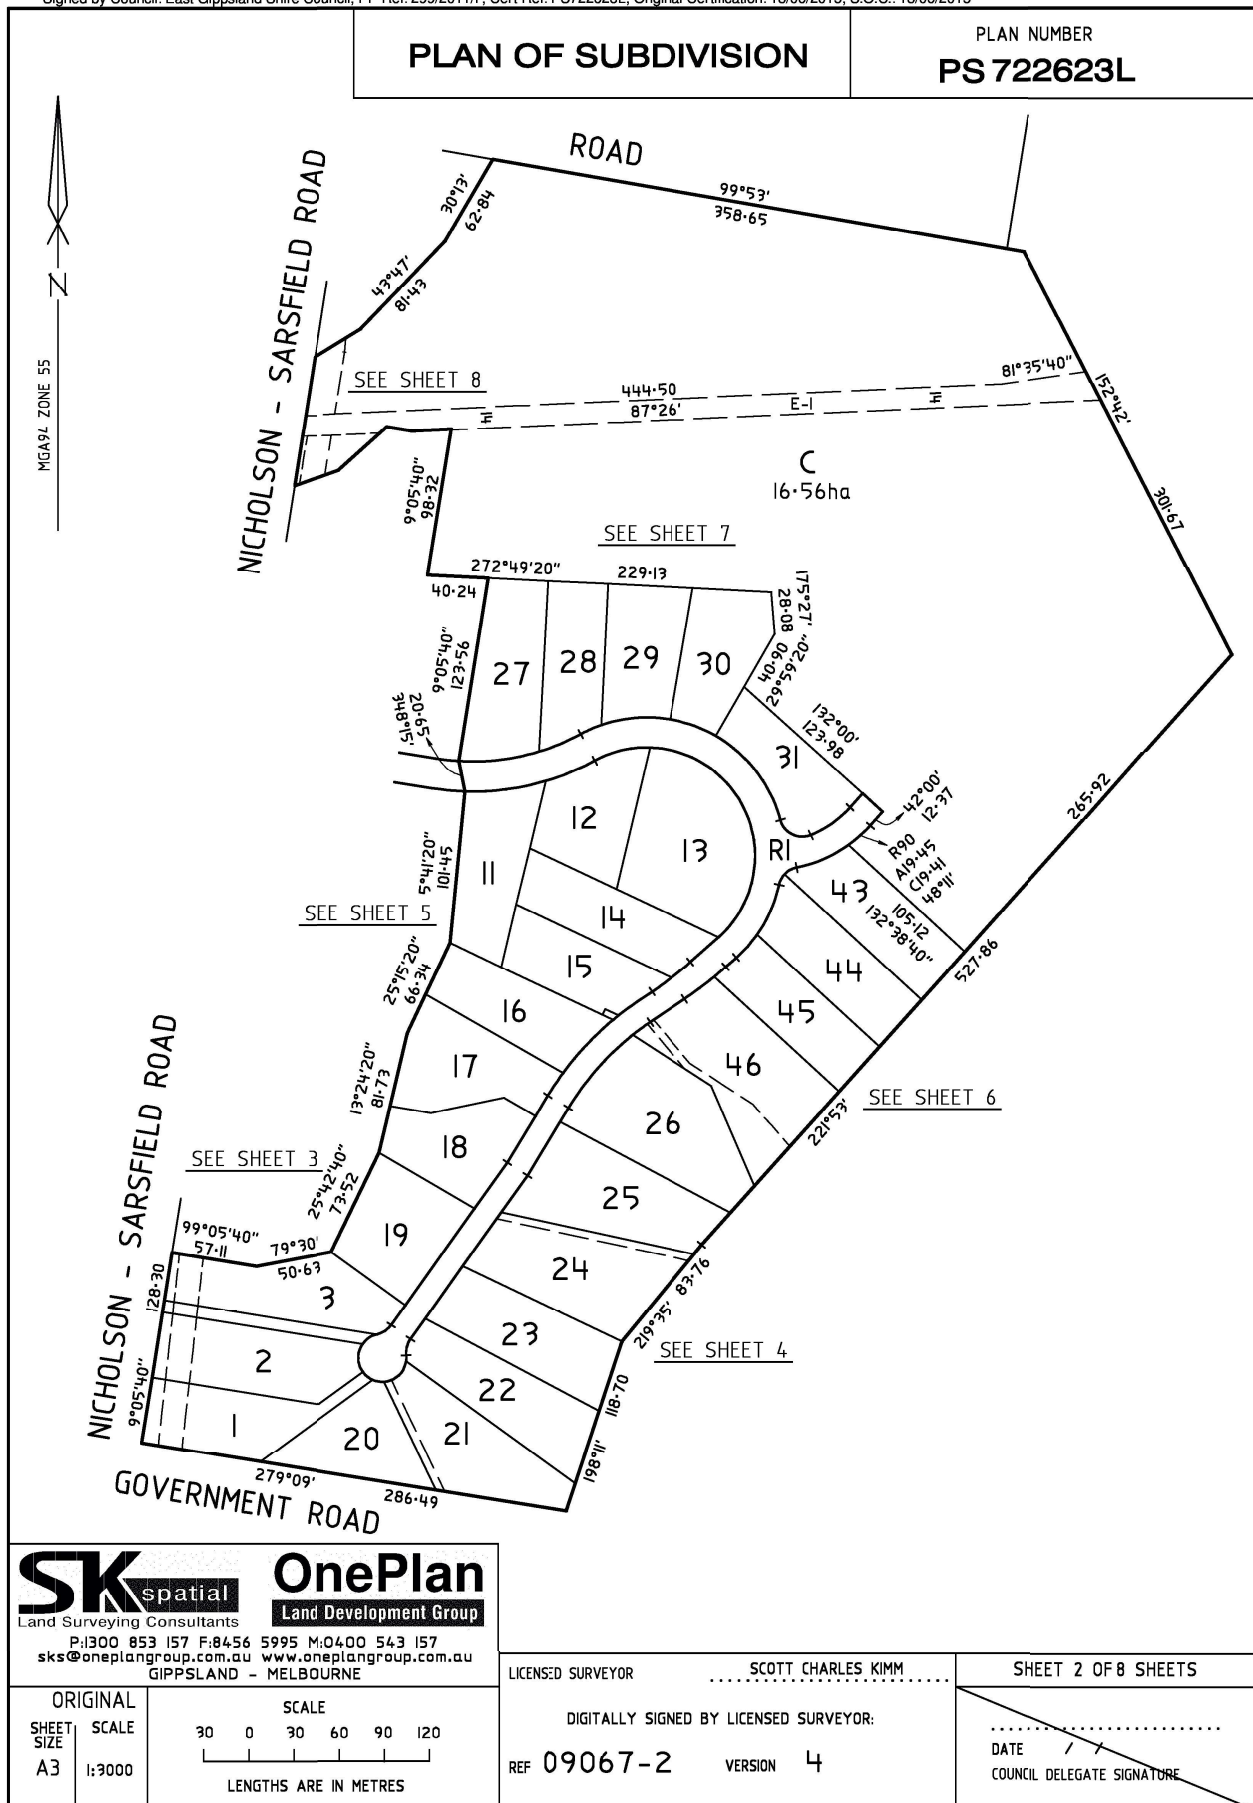 PLAN OF SUBDIVISION
PLAN NUMBER
PS 722623L
ROAD
99°53'
358·65
30°13'
62·84
43°47'
81·43
NICHOLSON - SARSFIELD ROAD
N
MGA94 ZONE 55
SEE SHEET 8
444·50
87°26'
E-1
81°35'40"
152°42'
301·67
C
16·56ha
9°05'40"
98·32
SEE SHEET 7
272°49'20"
229·13
40·24
175°27'
28·08
40·90
29°59'20"
9°05'40"
123·56
27
28
29
30
20·65
348°15'
132°00'
123·98
31
42°00'
12·37
265·92
12
13
R1
R90
A19·45
C19·41
48°11'
11
5°41'20"
101·45
43
105·12
132°38'40"
SEE SHEET 5
14
527·86
15
44
25°15'20"
66·34
16
45
17
46
13°24'20"
81·73
SEE SHEET 6
221°53'
26
18
SEE SHEET 3
25°42'40"
73·52
25
NICHOLSON - SARSFIELD ROAD
99°05'40"
57·11
79°30'
50·63
19
24
83·76
219°35'
128·30
3
23
SEE SHEET 4
2
22
9°05'40"
118·70
1
20
21
198°11'
279°09'
286·49
GOVERNMENT ROAD
SK spatial
Land Surveying Consultants
OnePlan
Land Development Group
P:1300 853 157 F:8456 5995 M:0400 543 157
sks@oneplangroup.com.au www.oneplangroup.com.au
GIPPSLAND - MELBOURNE
ORIGINAL
SHEET SIZE
SCALE
A3
1:3000
SCALE
30 0 30 60 90 120
LENGTHS ARE IN METRES
LICENSED SURVEYOR
SCOTT CHARLES KIMM
DIGITALLY SIGNED BY LICENSED SURVEYOR:
REF 09067-2
VERSION 4
SHEET 2 OF 8 SHEETS
DATE / /
COUNCIL DELEGATE SIGNATURE